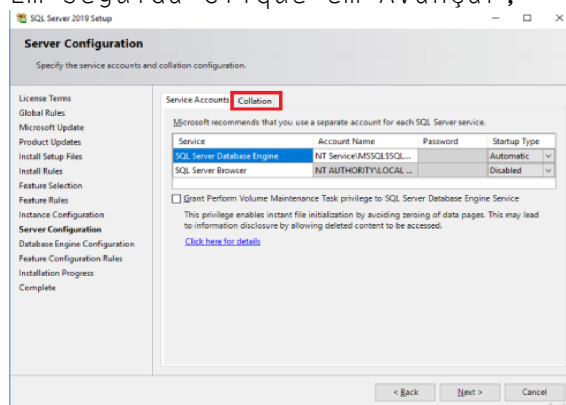 Em seguida clique em Avançar,
SQL Server 2019 Setup
Server Configuration
Specify the service accounts and collation configuration.
License Terms
Global Rules
Microsoft Update
Product Updates
Install Setup Files
Install Rules
Feature Selection
Feature Rules
Instance Configuration
Server Configuration
Database Engine Configuration
Feature Configuration Rules
Installation Progress
Complete
Service Accounts Collation
Microsoft recommends that you use a separate account for each SQL Server service.
Service Account Name Password Startup Type
SQL Server Database Engine NT Service\MSSQL$SQL... Automatic
SQL Server Browser NT AUTHORITY\LOCAL ... Disabled
Grant Perform Volume Maintenance Task privilege to SQL Server Database Engine Service
This privilege enables instant file initialization by avoiding zeroing of data pages. This may lead
to information disclosure by allowing deleted content to be accessed.
Click here for details
< Back Next > Cancel